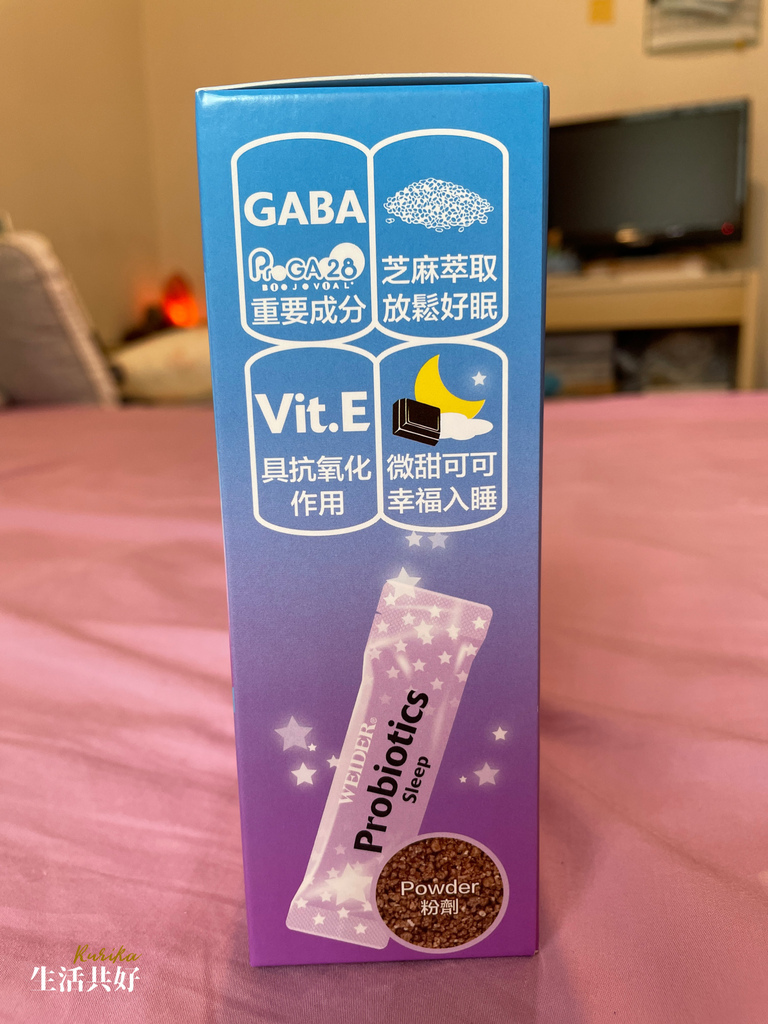 GABA
ProGA28
BIOJOVIAL
重要成分
芝麻萃取
放鬆好眠
Vit.E
具抗氧化
作用
微甜可可
幸福入睡
WEIDER®
Probiotics
Sleep
Powder
粉劑
Kurika
生活共好